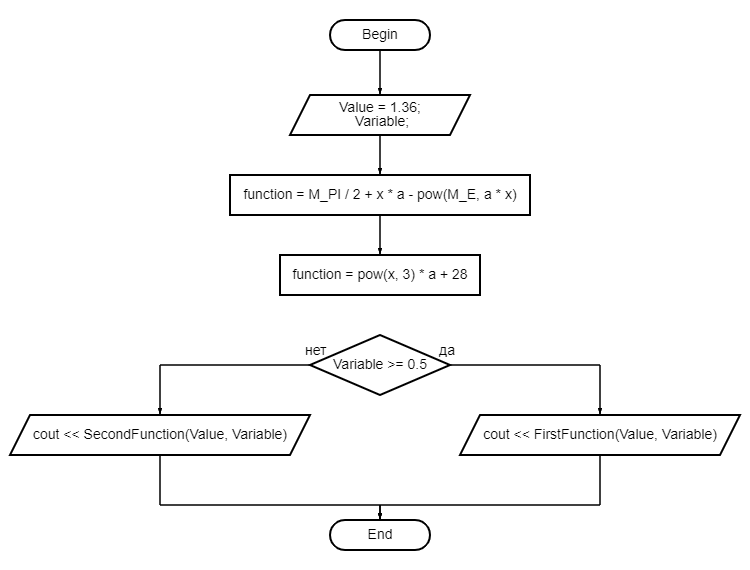 Begin
Value = 1.36;
Variable;
function = M_PI / 2 + x * a - pow(M_E, a * x)
function = pow(x, 3) * a + 28
нет
да
Variable >= 0.5
cout << SecondFunction(Value, Variable)
cout << FirstFunction(Value, Variable)
End